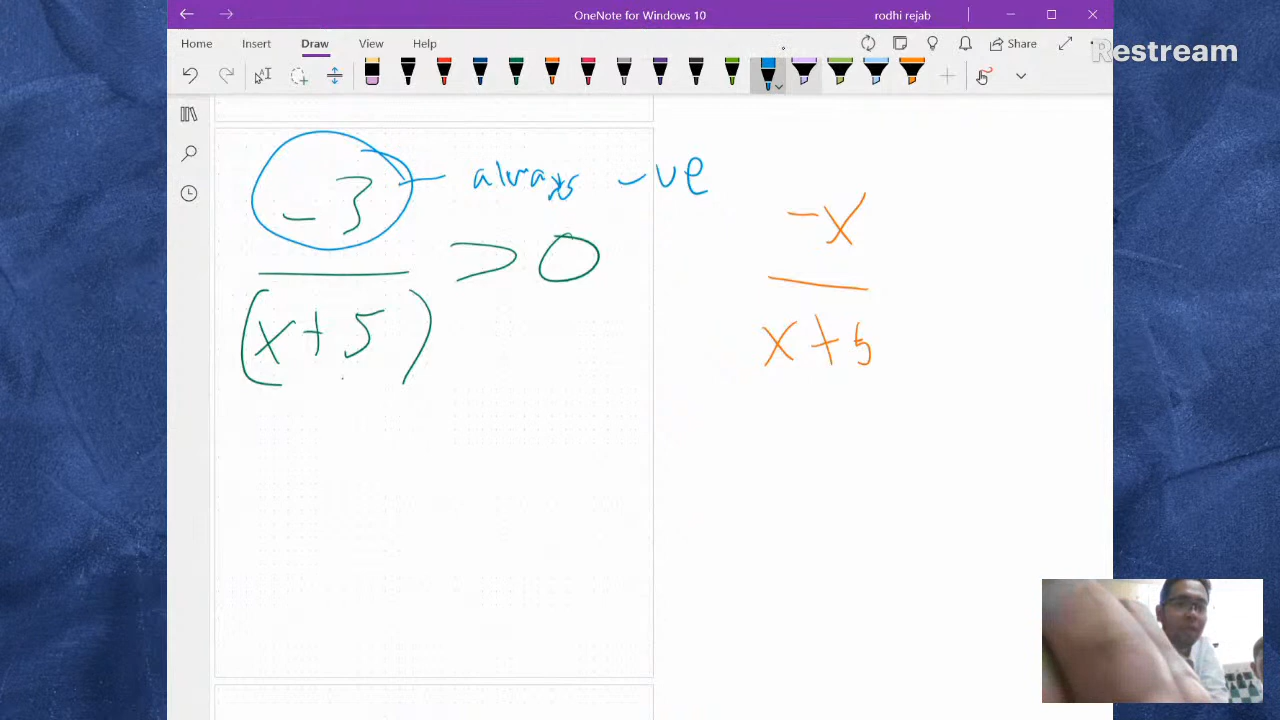 OneNote for Windows 10
rodhi rejab
Home Insert Draw View Help
Share
Restream
-3
always -ve
> 0
(x+5)
-x
x+5